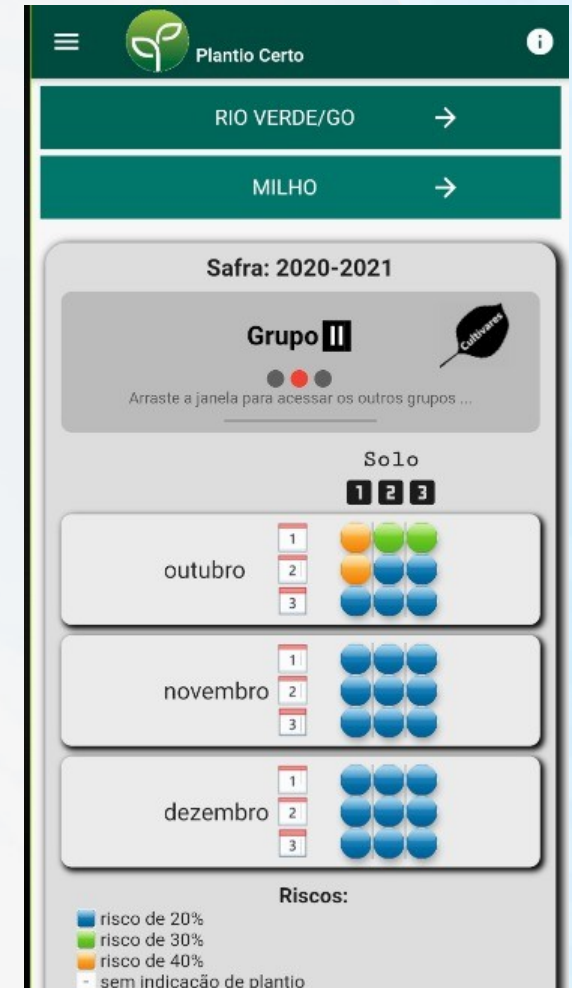 Plantio Certo
RIO VERDE/GO
MILHO
Safra: 2020-2021
Grupo II
Cultivares
Arraste a janela para acessar os outros grupos ...
Solo
1 2 3
outubro
1
2
3
novembro
1
2
3
dezembro
1
2
3
Riscos:
risco de 20%
risco de 30%
risco de 40%
- sem indicação de plantio